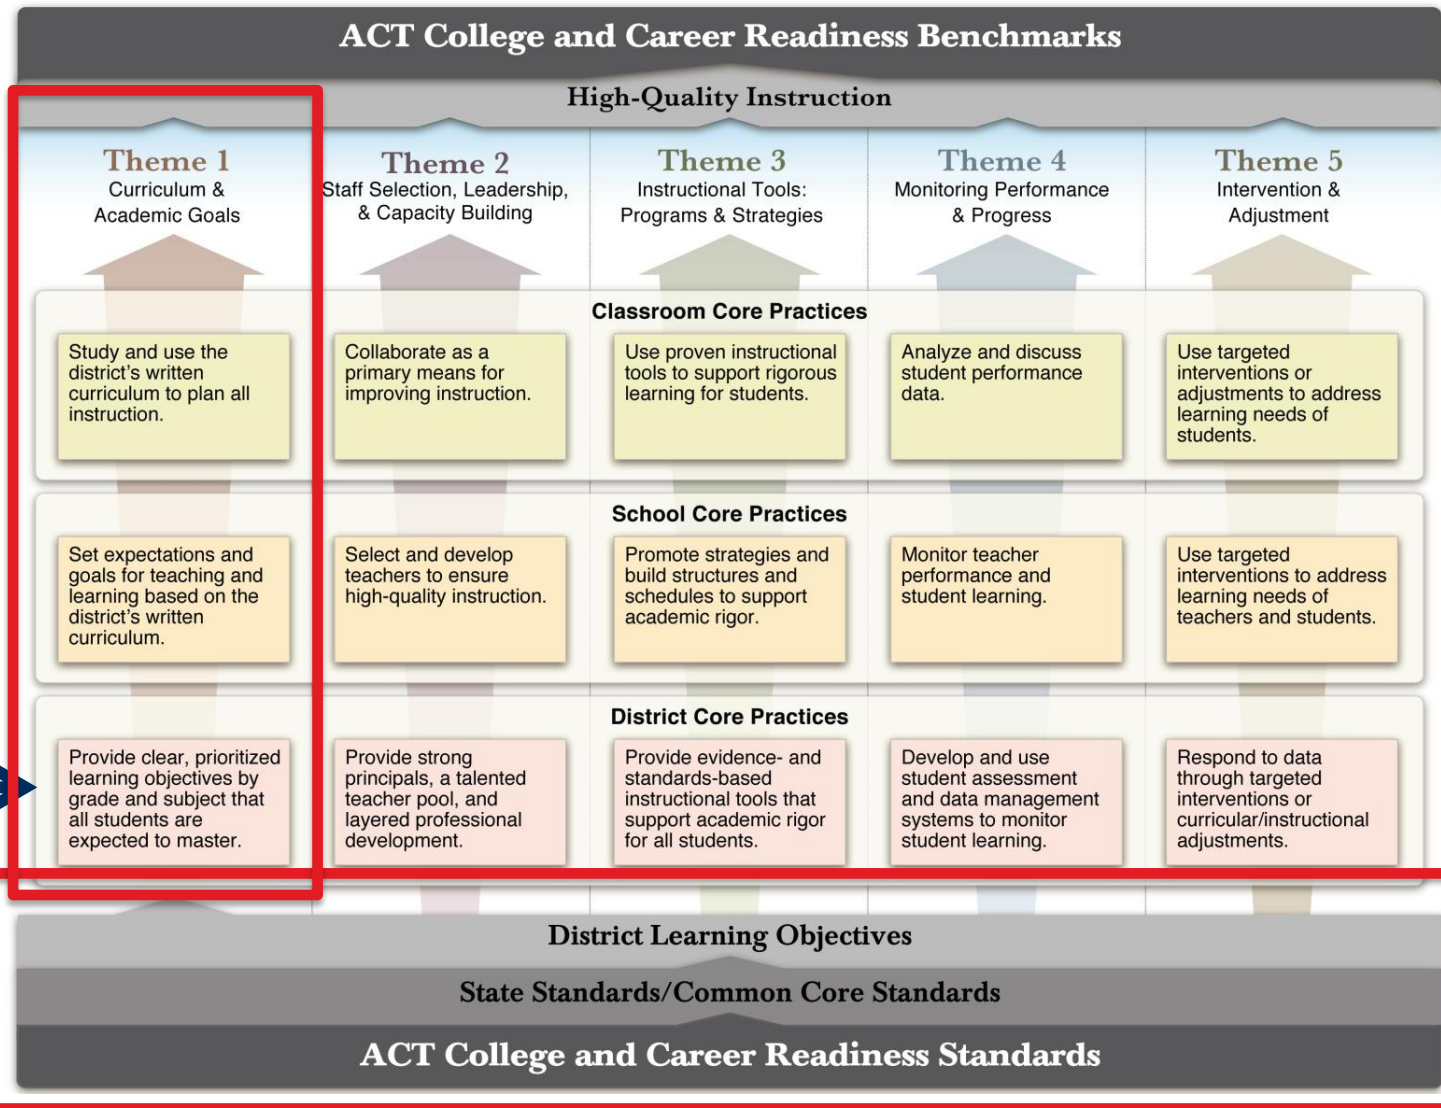 ACT College and Career Readiness Benchmarks
High-Quality Instruction
Theme 1
Curriculum &
Academic Goals
Theme 2
Staff Selection, Leadership,
& Capacity Building
Theme 3
Instructional Tools:
Programs & Strategies
Theme 4
Monitoring Performance
& Progress
Theme 5
Intervention &
Adjustment
Classroom Core Practices
Study and use the
district's written
curriculum to plan all
instruction.
Collaborate as a
primary means for
improving instruction.
Use proven instructional
tools to support rigorous
learning for students.
Analyze and discuss
student performance
data.
Use targeted
interventions or
adjustments to address
learning needs of
students.
School Core Practices
Set expectations and
goals for teaching and
learning based on the
district's written
curriculum.
Select and develop
teachers to ensure
high-quality instruction.
Promote strategies and
build structures and
schedules to support
academic rigor.
Monitor teacher
performance and
student learning.
Use targeted
interventions to address
learning needs of
teachers and students.
District Core Practices
Provide clear, prioritized
learning objectives by
grade and subject that
all students are
expected to master.
Provide strong
principals, a talented
teacher pool, and
layered professional
development.
Provide evidence- and
standards-based
instructional tools that
support academic rigor
for all students.
Develop and use
student assessment
and data management
systems to monitor
student learning.
Respond to data
through targeted
interventions or
curricular/instructional
adjustments.
District Learning Objectives
State Standards/Common Core Standards
ACT College and Career Readiness Standards